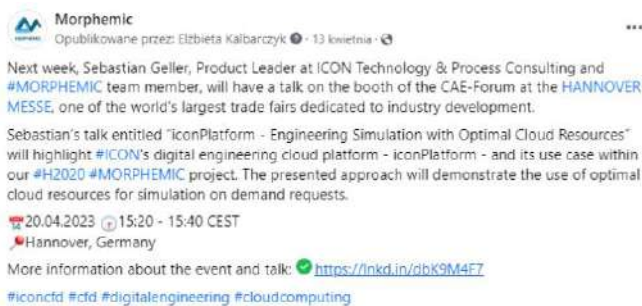 Morphemic
Opublikowane przez: Elżbieta Kalbarczyk · 13 kwietnia ·
Next week, Sebastian Geller, Product Leader at ICON Technology & Process Consulting and
#MORPHEMIC team member, will have a talk on the booth of the CAE-Forum at the HANNOVER
MESSE, one of the world's largest trade fairs dedicated to industry development.
Sebastian's talk entitled "iconPlatform - Engineering Simulation with Optimal Cloud Resources"
will highlight #ICON's digital engineering cloud platform - iconPlatform - and its use case within
our #H2020 #MORPHEMIC project. The presented approach will demonstrate the use of optimal
cloud resources for simulation on demand requests.
20.04.2023 15:20 - 15:40 CEST
Hannover, Germany
More information about the event and talk: https://lnkd.in/dbK9M4F7
#iconcfd #cfd #digitalengineering #cloudcomputing